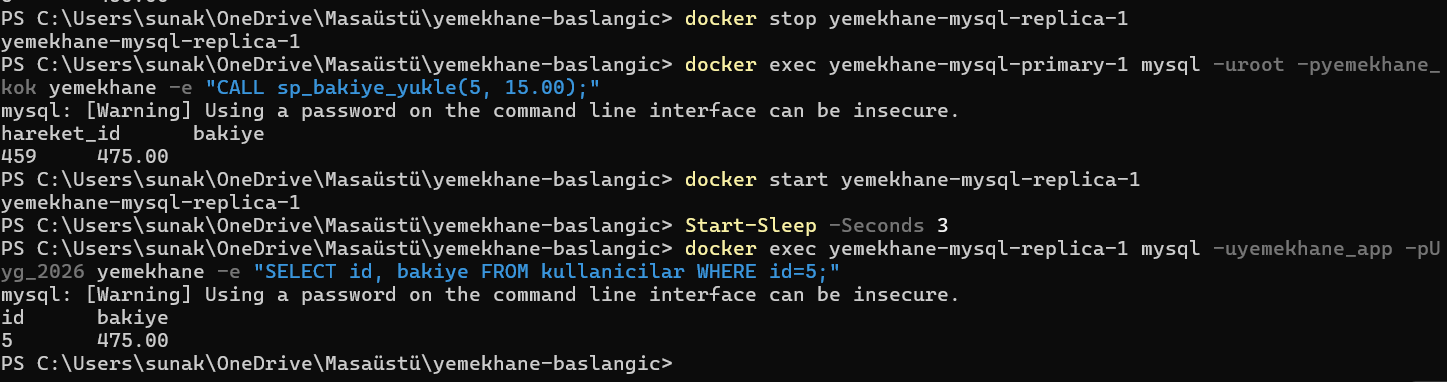 PS C:\Users\sunak\OneDrive\Masaüstü\yemekhane-baslangic> docker stop yemekhane-mysql-replica-1
yemekhane-mysql-replica-1
PS C:\Users\sunak\OneDrive\Masaüstü\yemekhane-baslangic> docker exec yemekhane-mysql-primary-1 mysql -uroot -pyemekhane_
kok yemekhane -e "CALL sp_bakiye_yukle(5, 15.00);"
mysql: [Warning] Using a password on the command line interface can be insecure.
hareket_id bakiye
459 475.00
PS C:\Users\sunak\OneDrive\Masaüstü\yemekhane-baslangic> docker start yemekhane-mysql-replica-1
yemekhane-mysql-replica-1
PS C:\Users\sunak\OneDrive\Masaüstü\yemekhane-baslangic> Start-Sleep -Seconds 3
PS C:\Users\sunak\OneDrive\Masaüstü\yemekhane-baslangic> docker exec yemekhane-mysql-replica-1 mysql -uyemekhane_app -pU
yg_2026 yemekhane -e "SELECT id, bakiye FROM kullanicilar WHERE id=5;"
mysql: [Warning] Using a password on the command line interface can be insecure.
id bakiye
5 475.00
PS C:\Users\sunak\OneDrive\Masaüstü\yemekhane-baslangic>